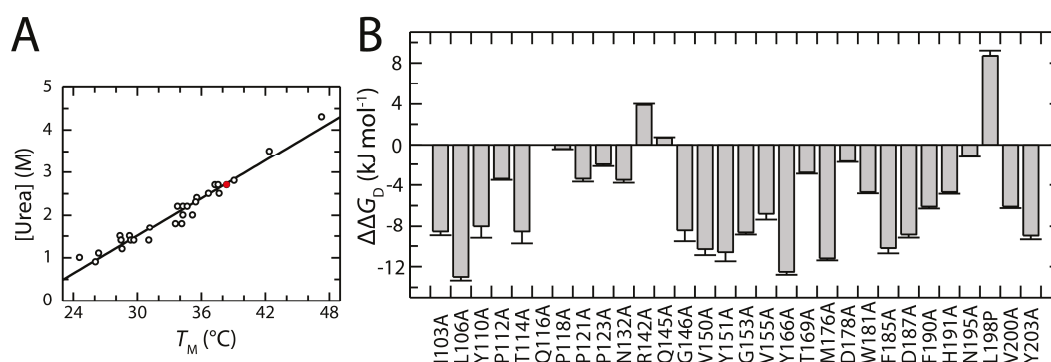 A
[Urea] (M)
5
4
3
2
1
0
24 30 36 42 48
T_M (°C)
B
ΔΔG_D (kJ mol⁻¹)
8
4
0
-4
-8
-12
I103A
L106A
Y110A
P112A
T114A
Q116A
P118A
P121A
P123A
N132A
R142A
Q145A
G146A
V150A
Y151A
G153A
V155A
Y166A
T169A
M176A
D178A
W181A
F185A
D187A
F190A
H191A
N195A
N198P
V200A
Y203A